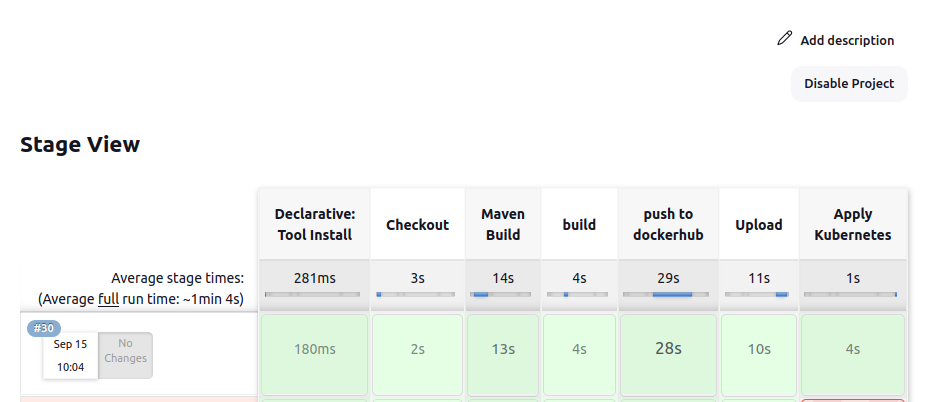 Add description
Disable Project
Stage View
Declarative:
Tool Install
Checkout
Maven
Build
build
push to
dockerhub
Upload
Apply
Kubernetes
Average stage times:
(Average full run time: ~1min 4s)
281ms
3s
14s
4s
29s
11s
1s
#30
Sep 15
10:04
No
Changes
180ms
2s
13s
4s
28s
10s
4s